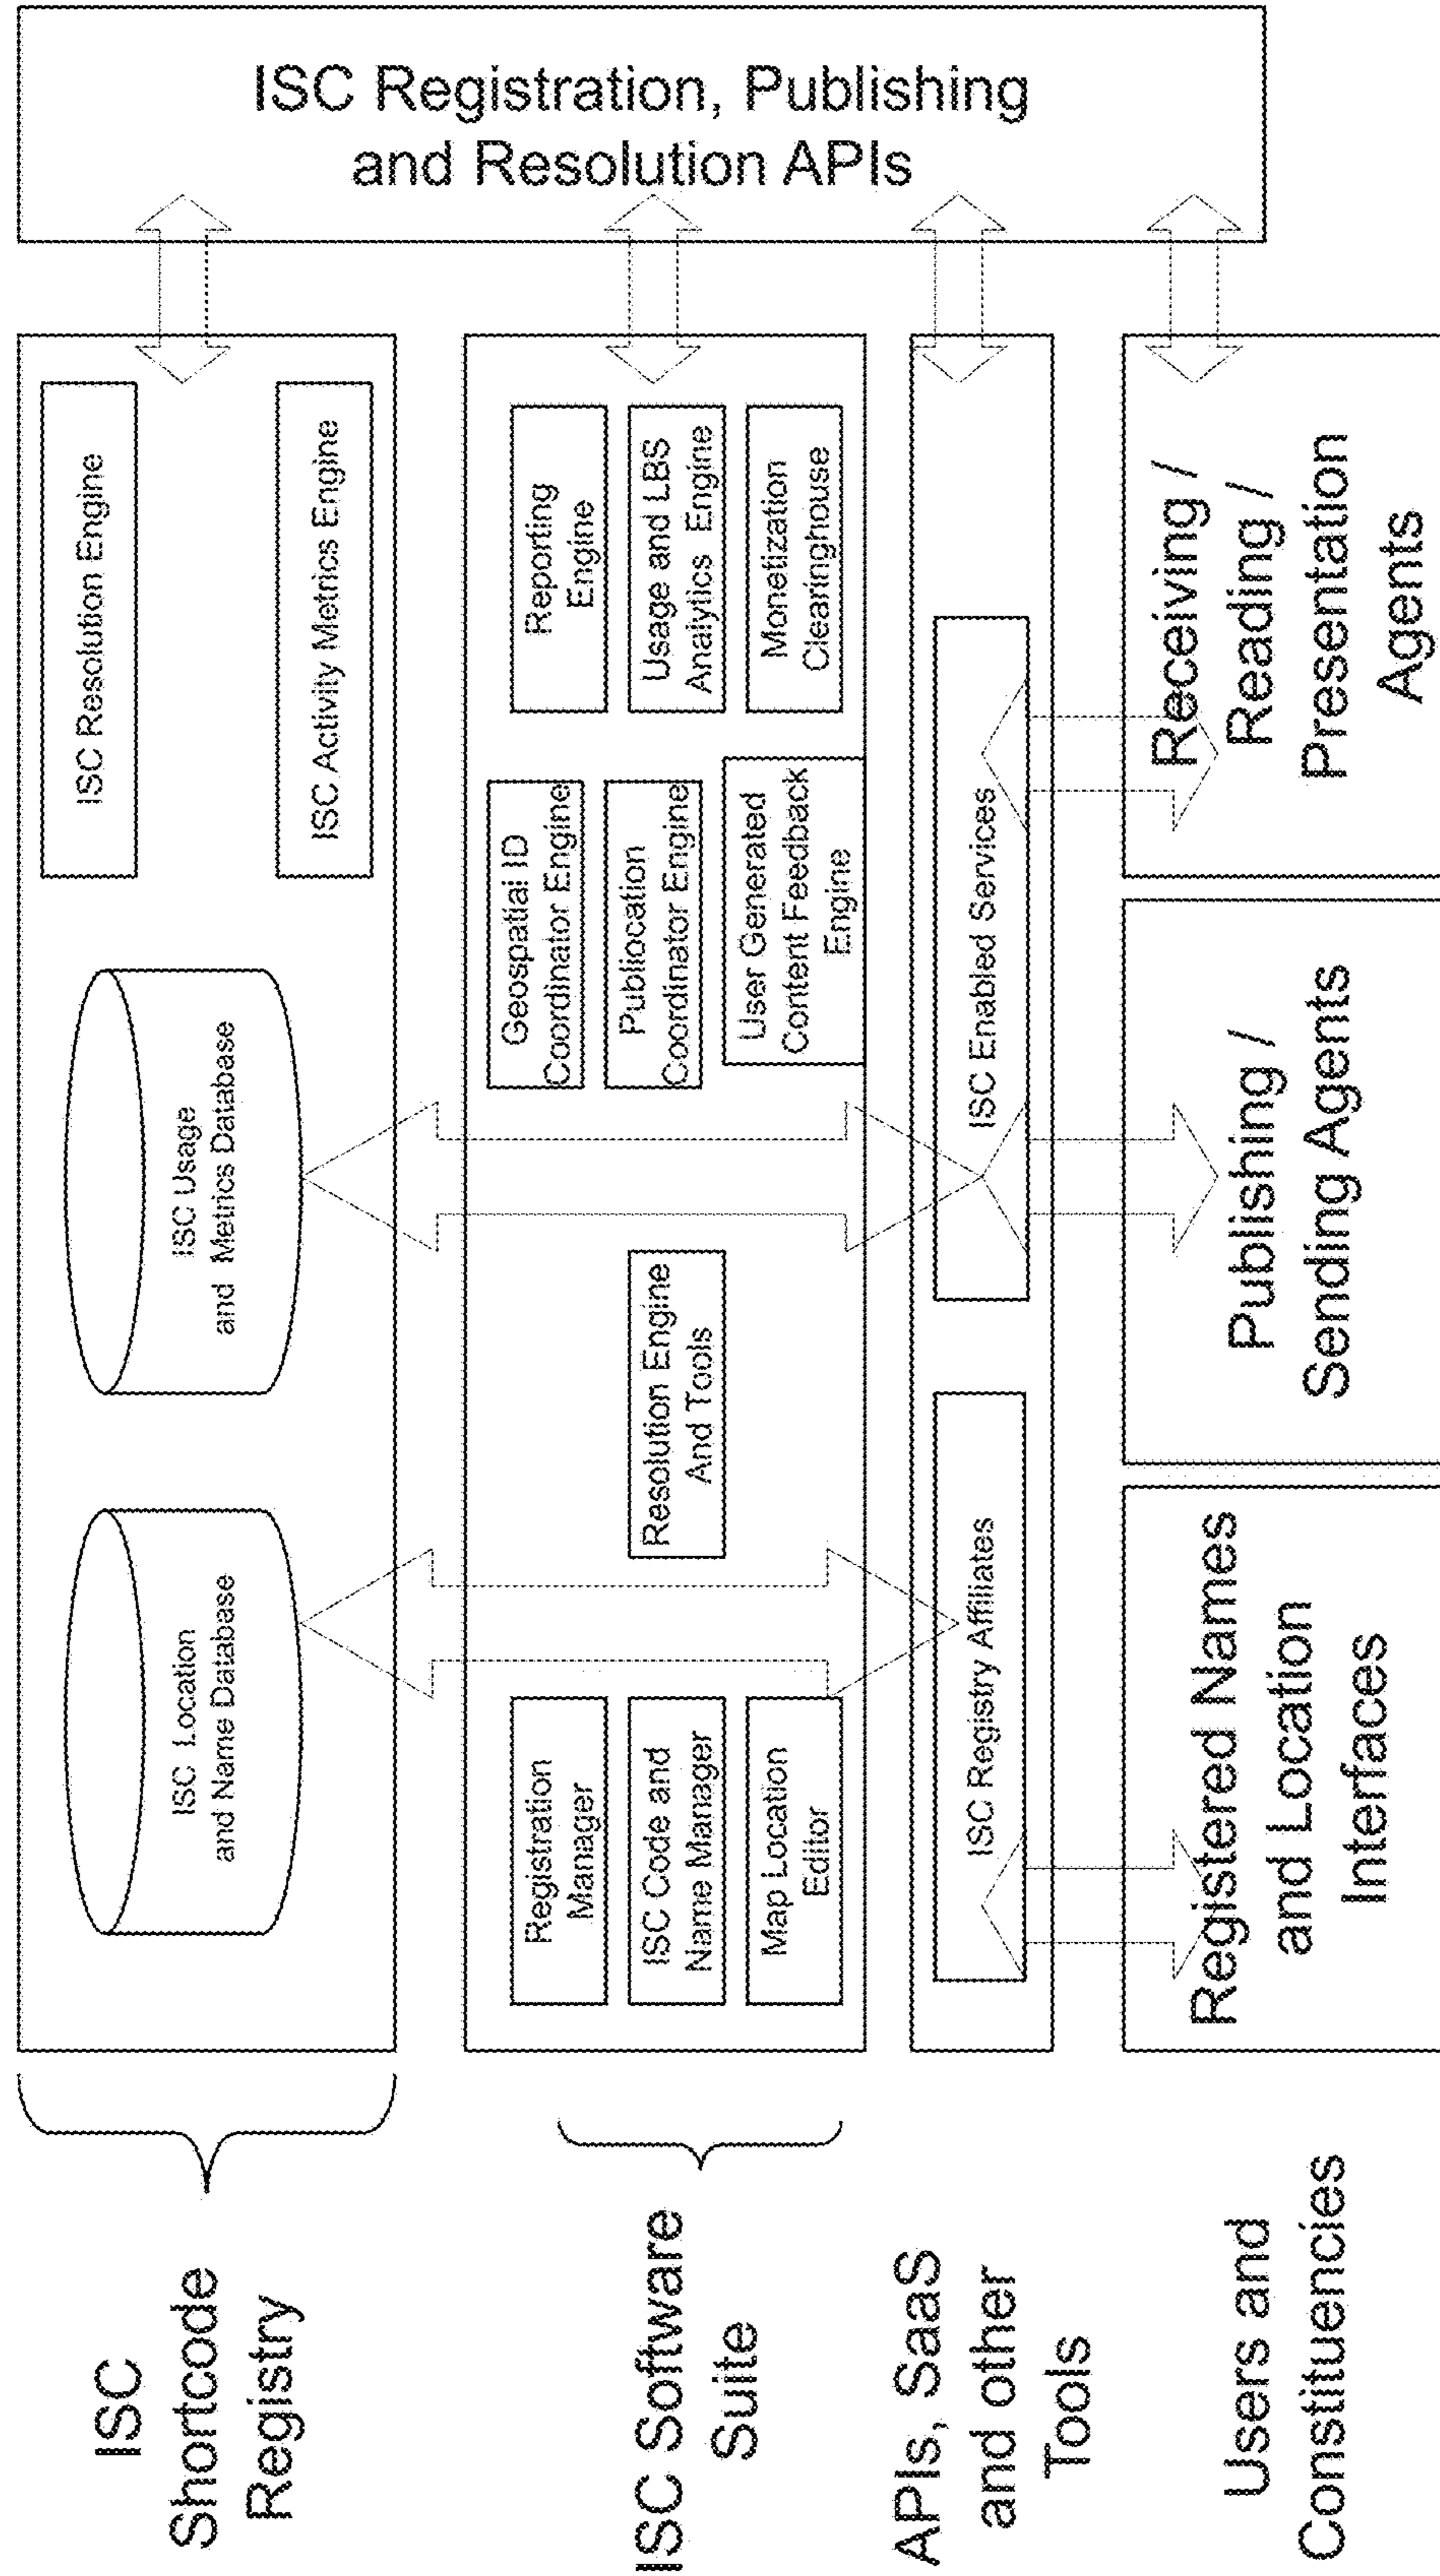 ISC
Shortcode
Registry
ISC Location
and Name Database
ISC Usage
and Metrics Database
ISC Resolution Engine
ISC Activity Metrics Engine
ISC Software
Suite
Registration
Manager
ISC Code and
Name Manager
Map Location
Editor
Resolution Engine
And Tools
Geospatial ID
Coordinator Engine
Publiocation
Coordinator Engine
User Generated
Content Feedback
Engine
Reporting
Engine
Usage and LBS
Analytics Engine
Monetization
Clearinghouse
APIs, SaaS
and other
Tools
ISC Registry Affiliates
ISC Enabled Services
Users and
Constituencies
Registered Names
and Location
Interfaces
Publishing /
Sending Agents
Receiving /
Reading /
Presentation
Agents
ISC Registration, Publishing
and Resolution APIs